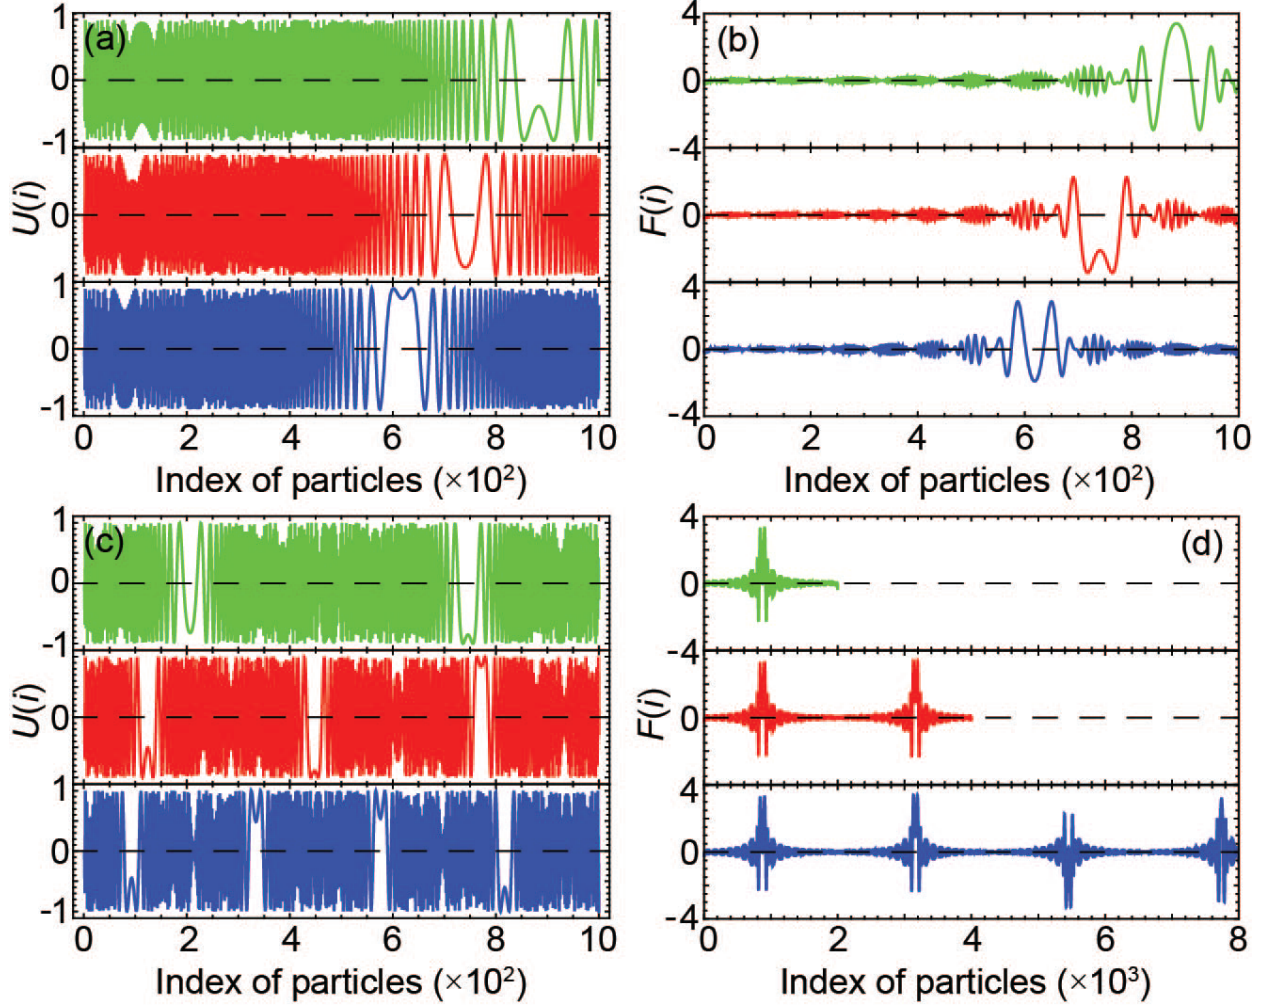 (a)
1
0
-1
U(i)
0
1
0
-1
0 2 4 6 8 10
Index of particles (×10²)
(b)
4
0
-4
F(i)
0
4
0
-4
0 2 4 6 8 10
Index of particles (×10²)
(c)
1
0
-1
U(i)
0
1
0
-1
0 2 4 6 8 10
Index of particles (×10²)
(d)
4
0
-4
F(i)
0
4
0
-4
0 2 4 6 8
Index of particles (×10³)